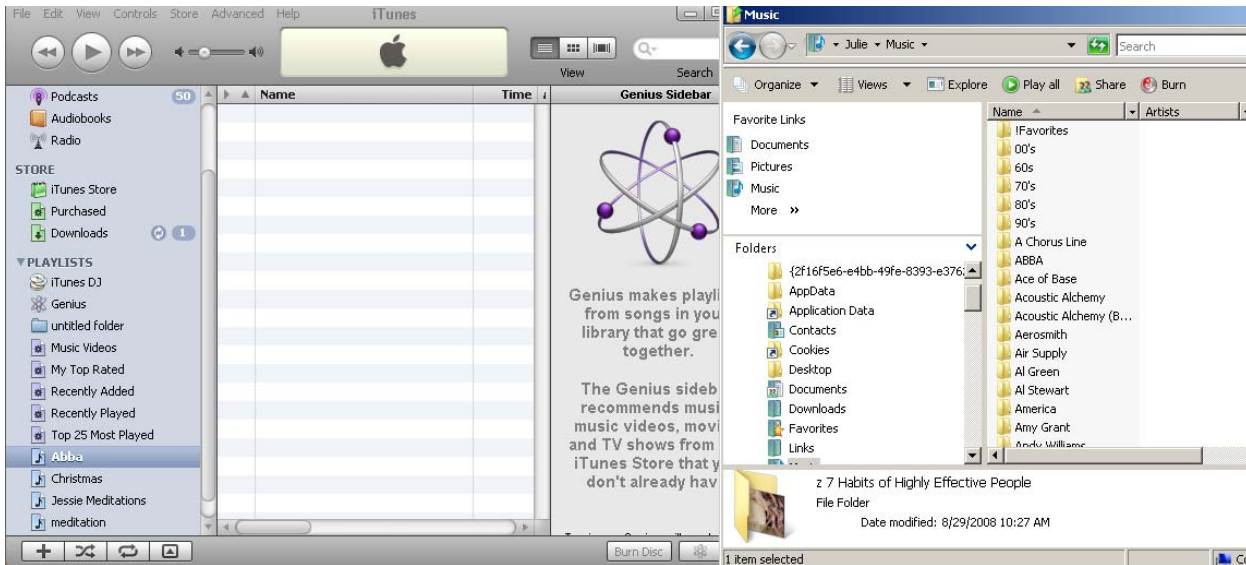 File Edit View Controls Store Advanced Help
iTunes
View
Search
Podcasts 50
Audiobooks
Radio
STORE
iTunes Store
Purchased
Downloads 1
PLAYLISTS
iTunes DJ
Genius
untitled folder
Music Videos
My Top Rated
Recently Added
Recently Played
Top 25 Most Played
Abba
Christmas
Jessie Meditations
meditation
Name Time
Genius Sidebar
Genius makes playli
from songs in you
library that go gre
together.
The Genius sideb
recommends musi
music videos, movi
and TV shows from
iTunes Store that y
don't already hav
Burn Disc
Music
Julie Music
Search
Organize Views Explore Play all Share Burn
Favorite Links
Documents
Pictures
Music
More »
Folders
{2f16f5e6-e4bb-49fe-8393-e376
AppData
Application Data
Contacts
Cookies
Desktop
Documents
Downloads
Favorites
Links
Name Artists
!Favorites
00's
60s
70's
80's
90's
A Chorus Line
ABBA
Ace of Base
Acoustic Alchemy
Acoustic Alchemy (B...
Aerosmith
Air Supply
Al Green
Al Stewart
America
Amy Grant
Andy Williams
z 7 Habits of Highly Effective People
File Folder
Date modified: 8/29/2008 10:27 AM
1 item selected
Co